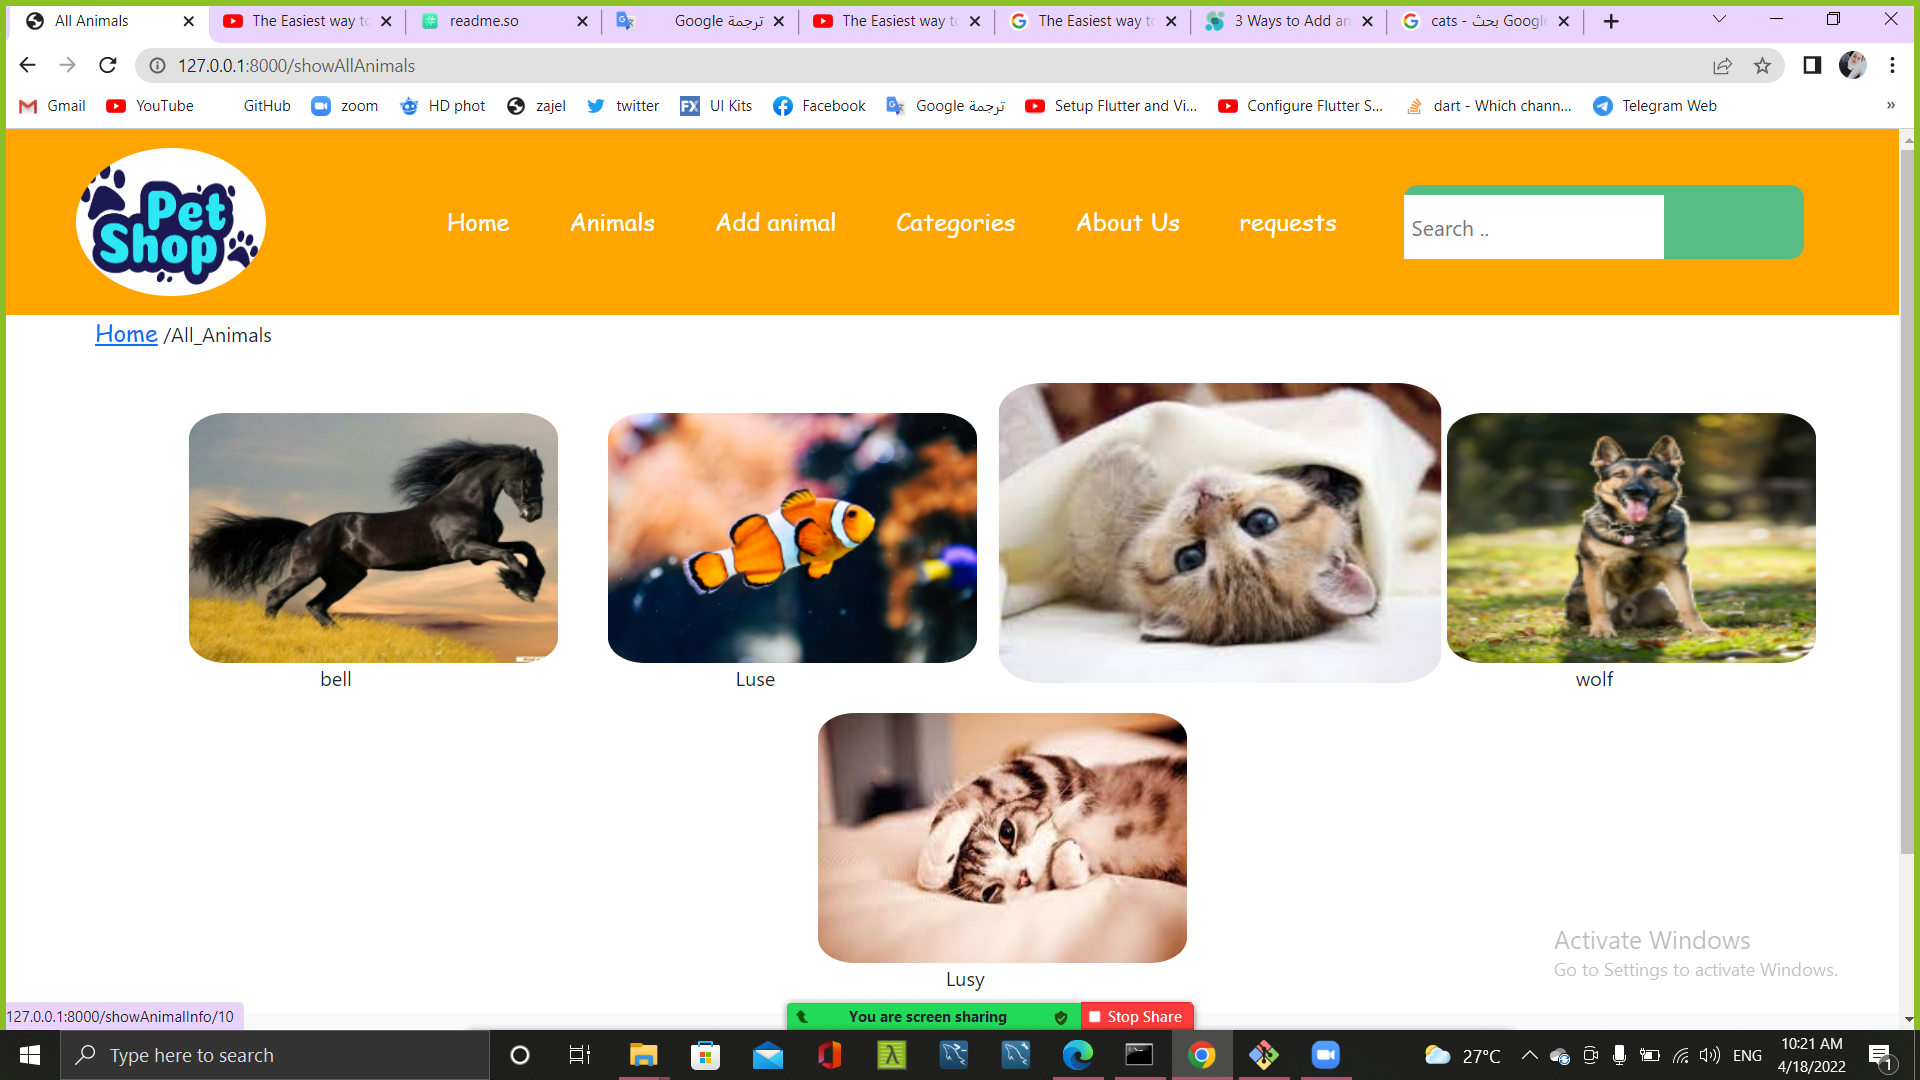 All Animals
The Easiest way to
readme.so
ترجمة Google
The Easiest way to
The Easiest way to
3 Ways to Add an
cats - بحث Google
127.0.0.1:8000/showAllAnimals
Gmail
YouTube
GitHub
zoom
HD phot
zajel
twitter
UI Kits
Facebook
ترجمة Google
Setup Flutter and Vi...
Configure Flutter S...
dart - Which chann...
Telegram Web
»
Pet
Shop
Home
Animals
Add animal
Categories
About Us
requests
Search ..
Home /All_Animals
bell
Luse
wolf
Lusy
Activate Windows
Go to Settings to activate Windows.
127.0.0.1:8000/showAnimalInfo/10
You are screen sharing
Stop Share
Type here to search
27°C
ENG
10:21 AM
4/18/2022
1